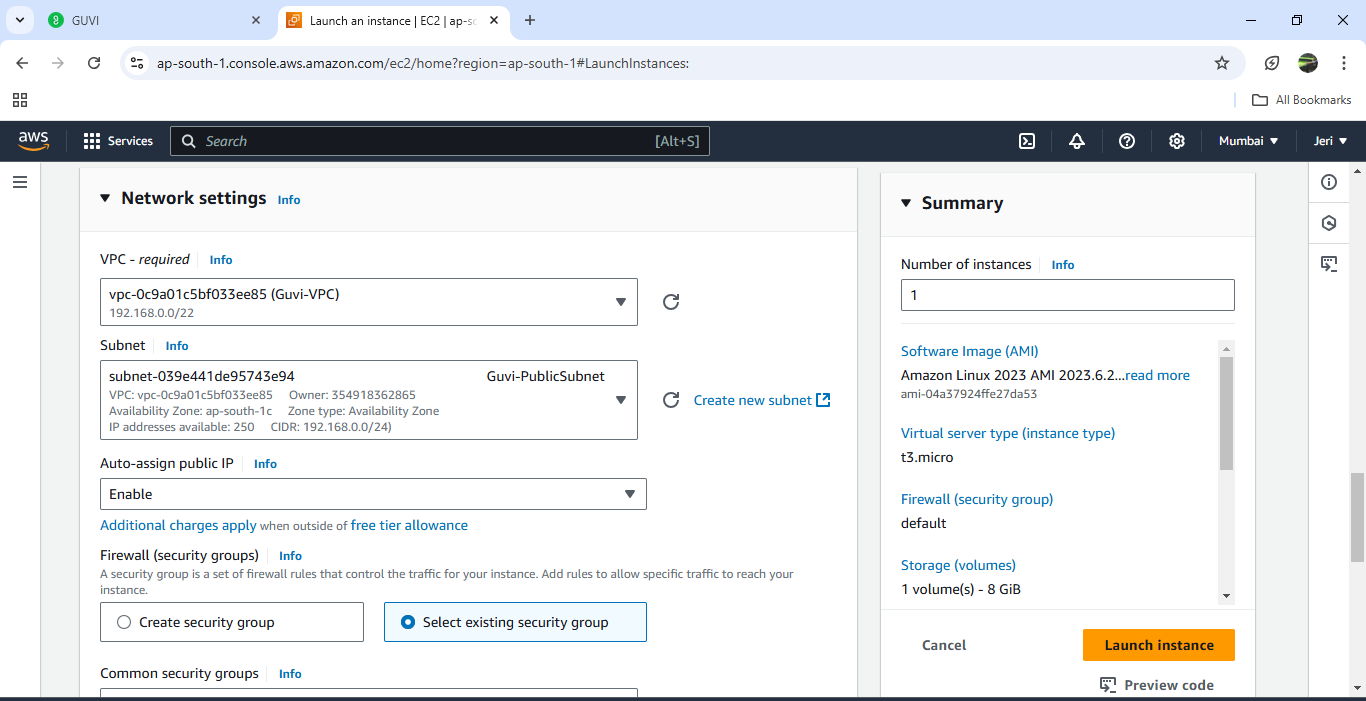 GUVI
Launch an instance | EC2 | ap-so
ap-south-1.console.aws.amazon.com/ec2/home?region=ap-south-1#LaunchInstances:
All Bookmarks
aws
Services
Search
[Alt+S]
Mumbai
Jeri
Network settings Info
VPC - required Info
vpc-0c9a01c5bf033ee85 (Guvi-VPC)
192.168.0.0/22
Subnet Info
subnet-039e441de95743e94 Guvi-PublicSubnet
VPC: vpc-0c9a01c5bf033ee85 Owner: 354918362865
Availability Zone: ap-south-1c Zone type: Availability Zone
IP addresses available: 250 CIDR: 192.168.0.0/24)
Create new subnet
Auto-assign public IP Info
Enable
Additional charges apply when outside of free tier allowance
Firewall (security groups) Info
A security group is a set of firewall rules that control the traffic for your instance. Add rules to allow specific traffic to reach your
instance.
Create security group
Select existing security group
Common security groups Info
Summary
Number of instances Info
1
Software Image (AMI)
Amazon Linux 2023 AMI 2023.6.2...read more
ami-04a37924ffe27da53
Virtual server type (instance type)
t3.micro
Firewall (security group)
default
Storage (volumes)
1 volume(s) - 8 GiB
Cancel
Launch instance
Preview code